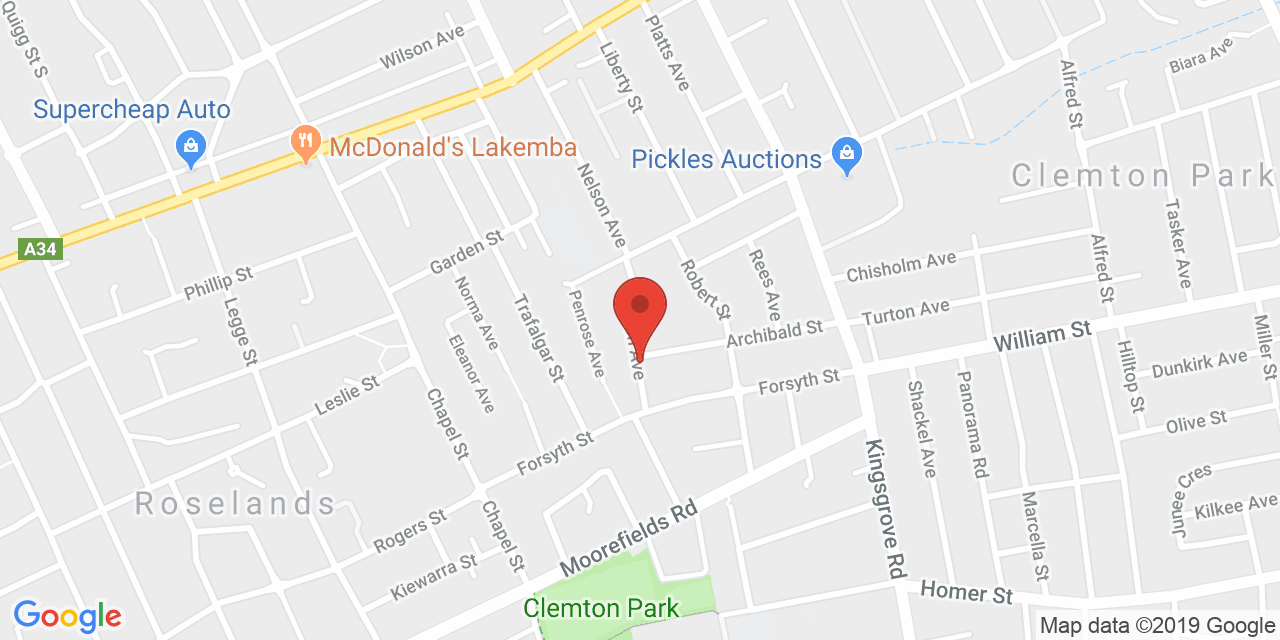 Quigg St S
Wilson Ave
Liberty St
Platts Ave
Alfred St
Biara Ave
Supercheap Auto
McDonald's Lakemba
Pickles Auctions
Clemton Park
Nelson Ave
Tasker Ave
A34
Garden St
Phillip St
Norma Ave
Robert St
Rees Ave
Chisholm Ave
Alfred St
Legge St
Trafalgar St
Penrose Ave
Archibald St
Turton Ave
William St
Miller St
Eleanor Ave
Ave
Leslie St
Forsyth St
Hilltop St
Dunkirk Ave
Chapel St
Shackel Ave
Panorama Rd
Olive St
Forsyth St
Kingsgrove Rd
Roselands
Rogers St
Chapel St
Moorefields Rd
Marcella St
Junee Cres
Kilkee Ave
Kiewarra St
Clemton Park
Homer St
Google
Map data ©2019 Google